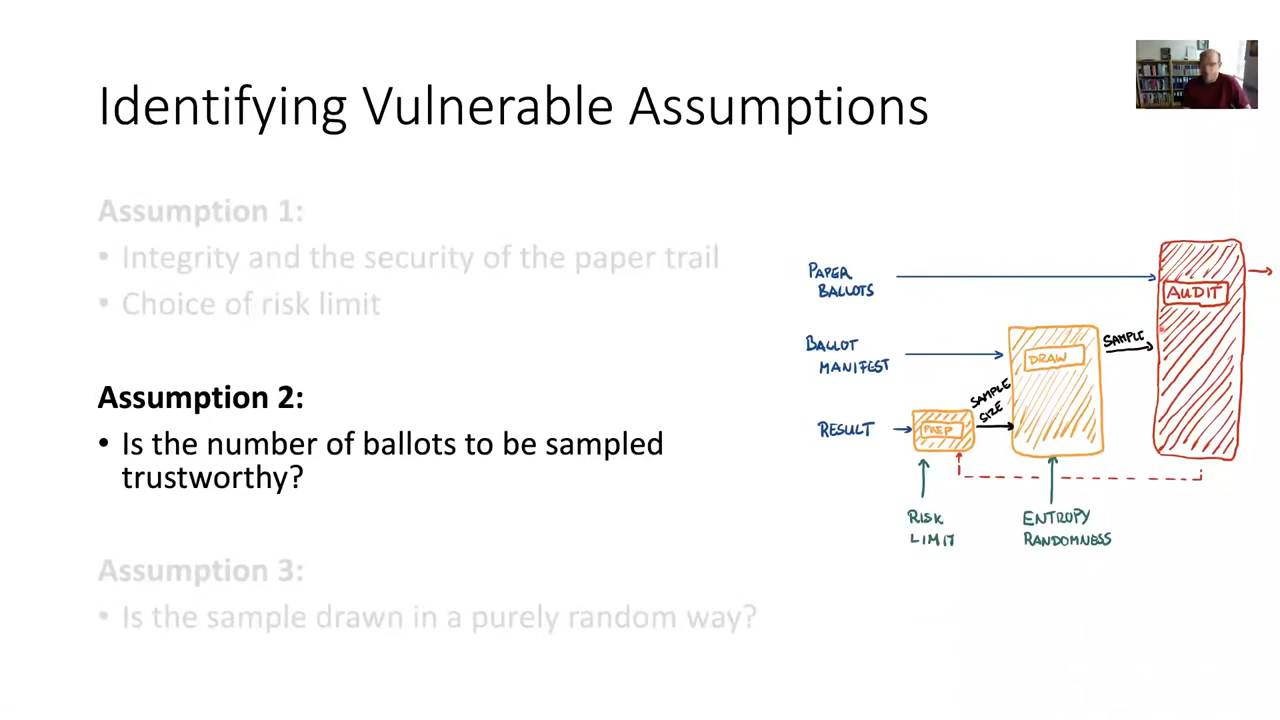 Identifying Vulnerable Assumptions
Assumption 1:
• Integrity and the security of the paper trail
• Choice of risk limit
Assumption 2:
• Is the number of ballots to be sampled
trustworthy?
Assumption 3:
• Is the sample drawn in a purely random way?
PAPER
BALLOTS
AUDIT
BALLOT
MANIFEST
DRAW
SAMPLE
SAMPLE
SIZE
RESULT
PREP
RISK
LIMIT
ENTROPY
RANDOMNESS